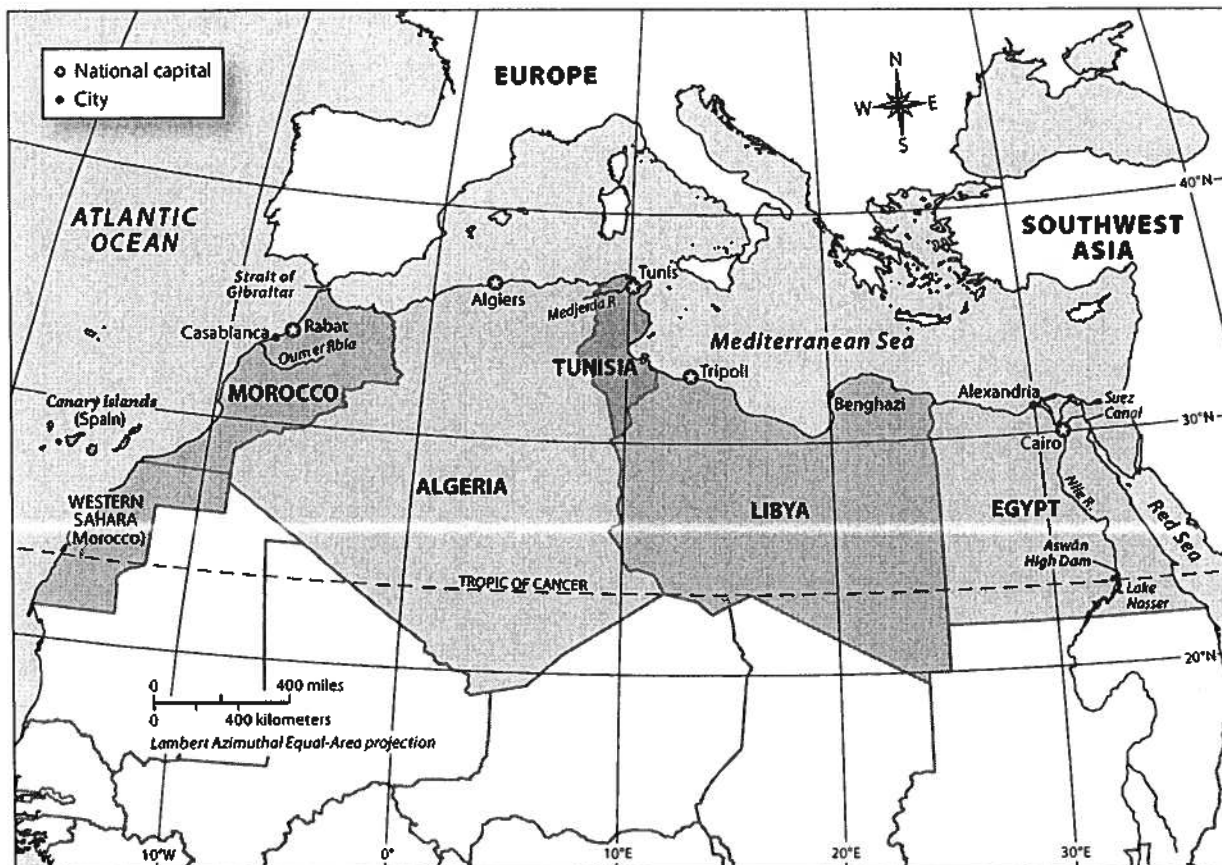 National capital
City
EUROPE
N
W E
S
40°N
ATLANTIC
OCEAN
SOUTHWEST
ASIA
Strait of
Gibraltar
Algiers
Tunis
Medjerda R.
Casablanca
Rabat
Oum er Rbia
Mediterranean Sea
MOROCCO
TUNISIA
Tripoli
Canary Islands
(Spain)
Benghazi
Alexandria
Suez
Canal
30°N
Cairo
ALGERIA
LIBYA
EGYPT
Nile R.
Red Sea
WESTERN
SAHARA
(Morocco)
Aswān
High Dam
TROPIC OF CANCER
Lake
Nasser
20°N
0 400 miles
0 400 kilometers
Lambert Azimuthal Equal-Area projection
10°W 0° 10°E 20°E 30°E